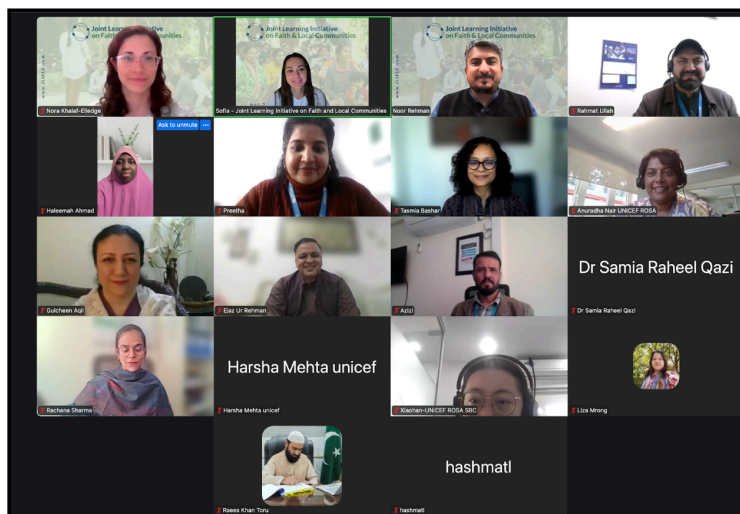 Joint Learning Initiative
on Faith & Local Communities
Nora Khalaf-Elledge
Joint Learning Initiative
on Faith & Local Communities
Sofia – Joint Learning Initiative on Faith and Local Communities
Joint Learning Initiative
on Faith & Local Communities
Noor Rehman
Rahmat Ullah
Ask to unmute
Haleemah Ahmad
Preetha
Tasmia Bashar
Anuradha Nair UNICEF ROSA
Gulcheen Aqil
Ejaz Ur Rehman
Azizi
Dr Samia Raheel Qazi
Dr Samia Raheel Qazi
Rachana Sharma
Harsha Mehta unicef
Harsha Mehta unicef
Xiaohan-UNICEF ROSA SBC
Liza Mrong
Raees Khan Toru
hashmatl
hashmatl